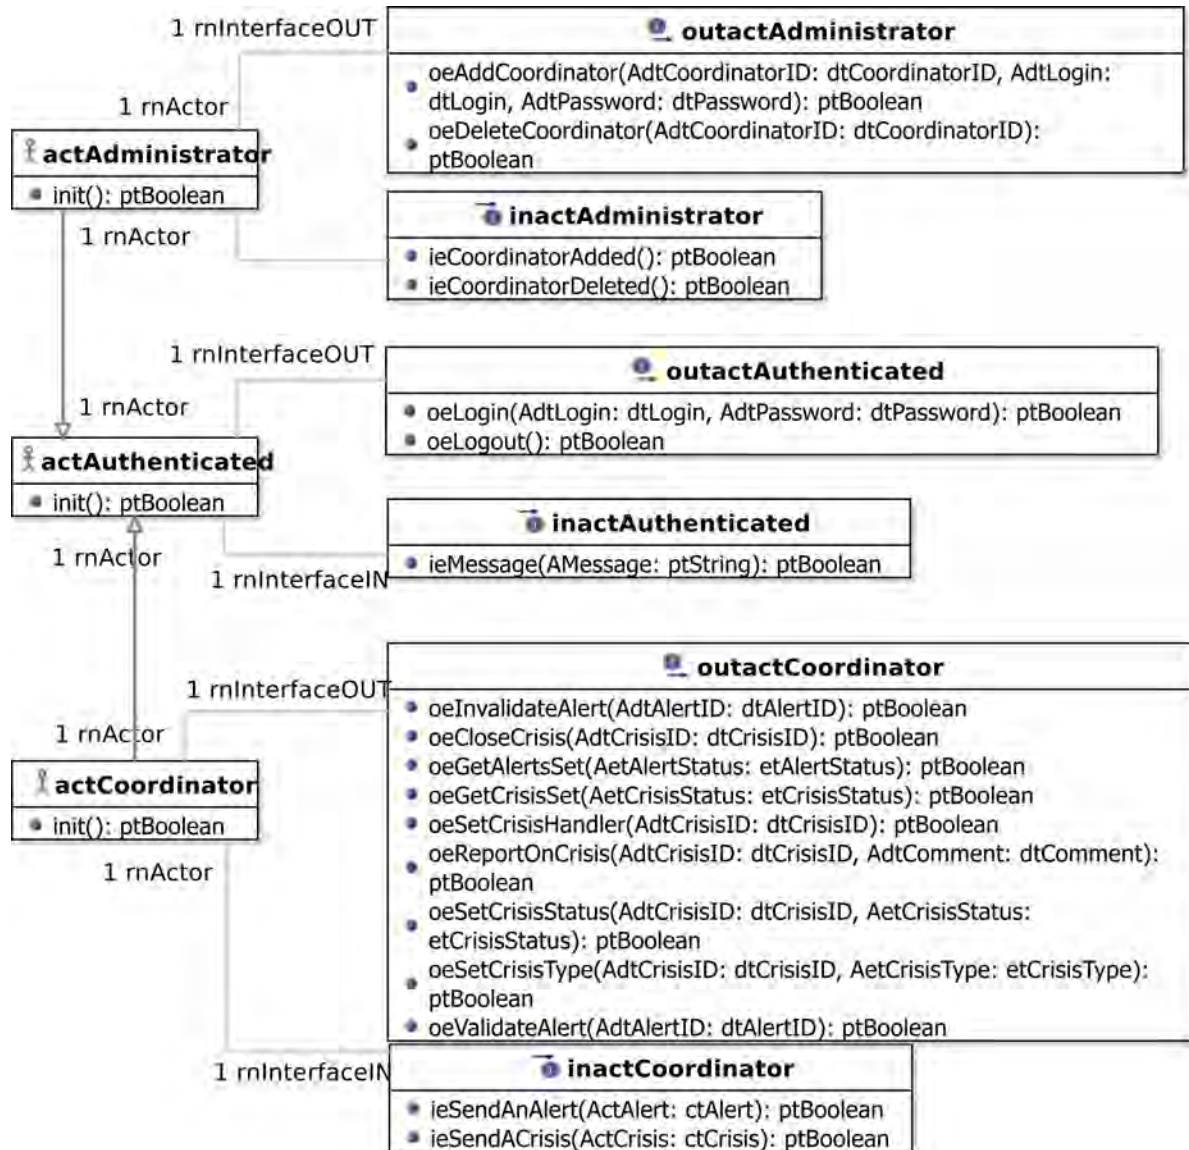 1 rnInterfaceOUT
outactAdministrator
oeAddCoordinator(AdtCoordinatorID: dtCoordinatorID, AdtLogin:
dtLogin, AdtPassword: dtPassword): ptBoolean
oeDeleteCoordinator(AdtCoordinatorID: dtCoordinatorID):
ptBoolean
1 rnActor
actAdministrator
init(): ptBoolean
1 rnActor
inactAdministrator
ieCoordinatorAdded(): ptBoolean
ieCoordinatorDeleted(): ptBoolean
1 rnInterfaceOUT
outactAuthenticated
oeLogin(AdtLogin: dtLogin, AdtPassword: dtPassword): ptBoolean
oeLogout(): ptBoolean
1 rnActor
actAuthenticated
init(): ptBoolean
1 rnActor
1 rnInterfaceIN
inactAuthenticated
ieMessage(AMessage: ptString): ptBoolean
1 rnInterfaceOUT
outactCoordinator
oeInvalidateAlert(AdtAlertID: dtAlertID): ptBoolean
oeCloseCrisis(AdtCrisisID: dtCrisisID): ptBoolean
oeGetAlertsSet(AetAlertStatus: etAlertStatus): ptBoolean
oeGetCrisisSet(AetCrisisStatus: etCrisisStatus): ptBoolean
oeSetCrisisHandler(AdtCrisisID: dtCrisisID): ptBoolean
oeReportOnCrisis(AdtCrisisID: dtCrisisID, AdtComment: dtComment):
ptBoolean
oeSetCrisisStatus(AdtCrisisID: dtCrisisID, AetCrisisStatus:
etCrisisStatus): ptBoolean
oeSetCrisisType(AdtCrisisID: dtCrisisID, AetCrisisType: etCrisisType):
ptBoolean
oeValidateAlert(AdtAlertID: dtAlertID): ptBoolean
1 rnActor
actCoordinator
init(): ptBoolean
1 rnActor
1 rnInterfaceIN
inactCoordinator
ieSendAnAlert(ActAlert: ctAlert): ptBoolean
ieSendACrisis(ActCrisis: ctCrisis): ptBoolean